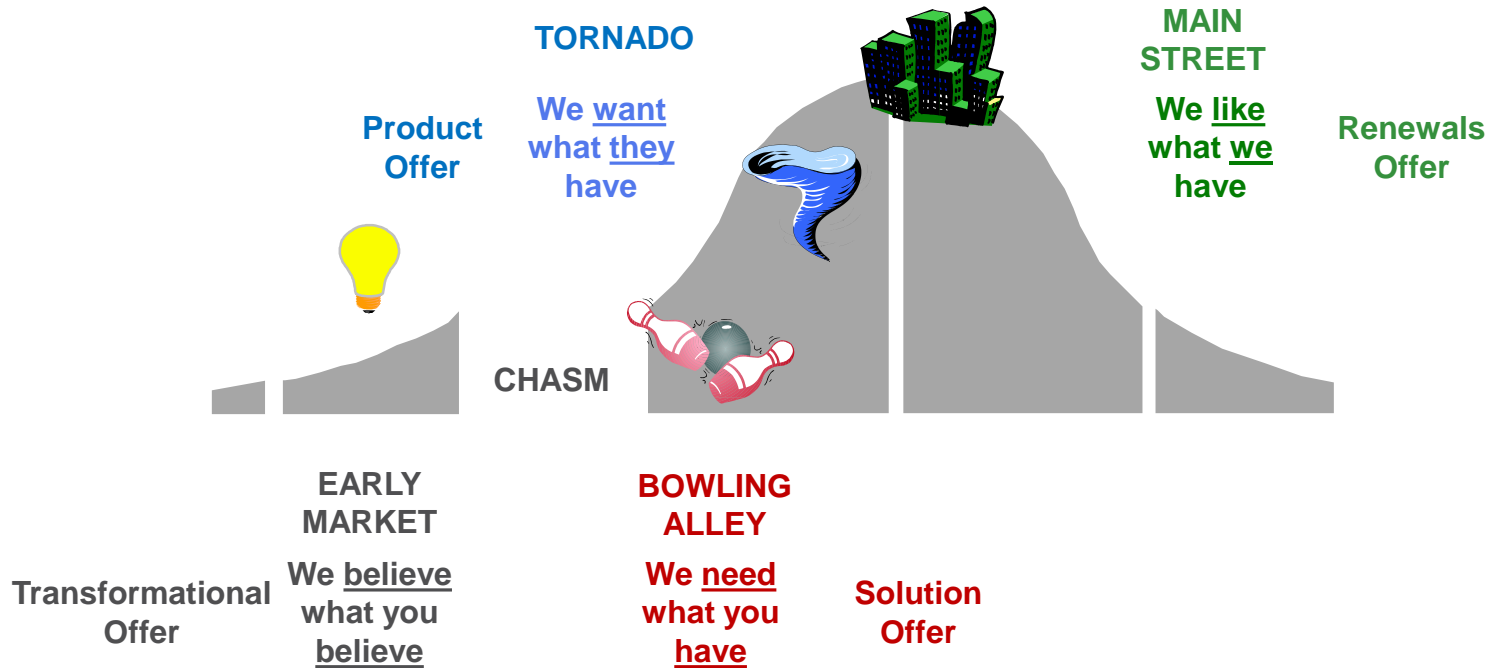 TORNADO
We want
what they
have
Product
Offer
MAIN
STREET
We like
what we
have
Renewals
Offer
CHASM
EARLY
MARKET
We believe
what you
believe
Transformational
Offer
BOWLING
ALLEY
We need
what you
have
Solution
Offer